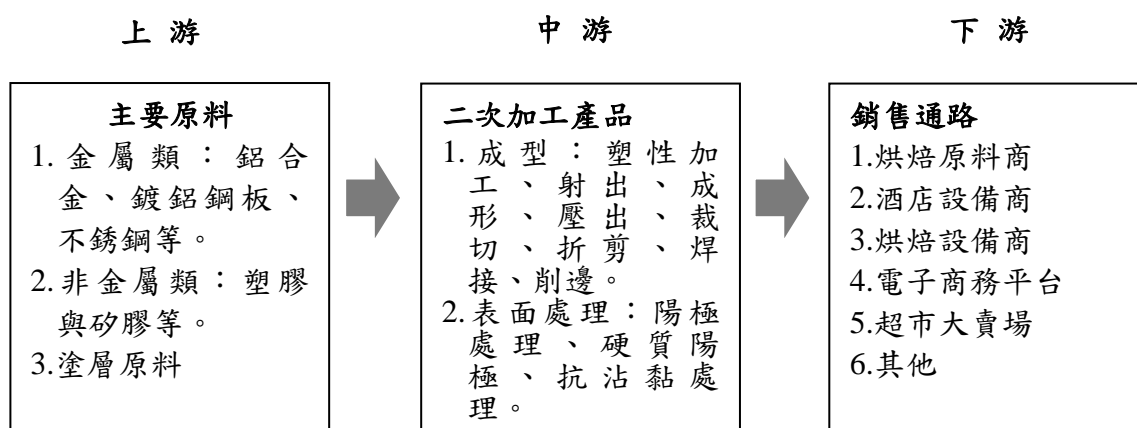 上游
中游
下游
主要原料
1. 金屬類：鋁合
金、鍍鋁鋼板、
不銹鋼等。
2.非金屬類：塑膠
與矽膠等。
3.塗層原料
二次加工產品
1. 成型：塑性加
工、射出、成
形、壓出、裁
切、折剪、焊
接、削邊。
2.表面處理：陽極
處理、硬質陽
極、抗沾黏處
理。
銷售通路
1.烘焙原料商
2.酒店設備商
3.烘焙設備商
4.電子商務平台
5.超市大賣場
6.其他